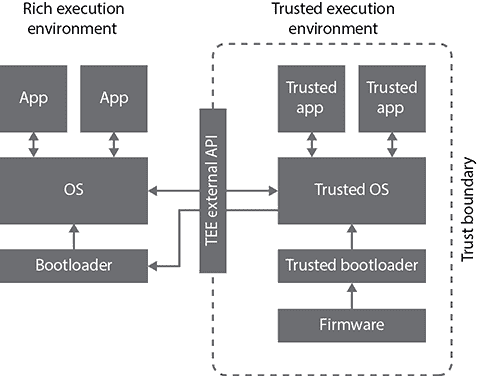 Rich execution
environment
Trusted execution
environment
App
App
Trusted
app
Trusted
app
TEE external API
OS
Trusted OS
Trust boundary
Bootloader
Trusted bootloader
Firmware